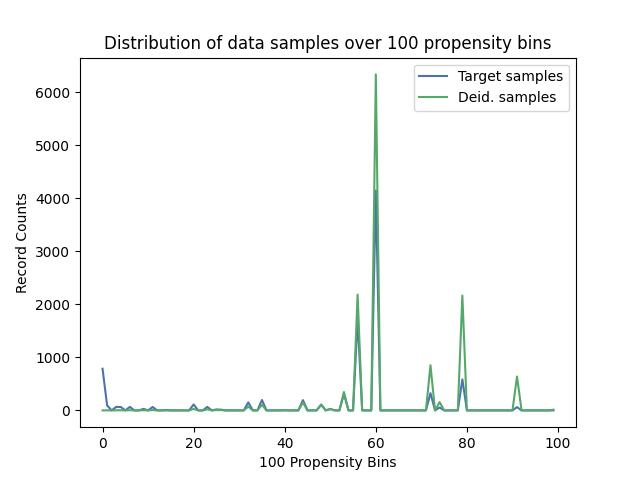 Distribution of data samples over 100 propensity bins
Target samples
Deid. samples
6000
5000
4000
3000
2000
1000
0
Record Counts
0 20 40 60 80 100
100 Propensity Bins